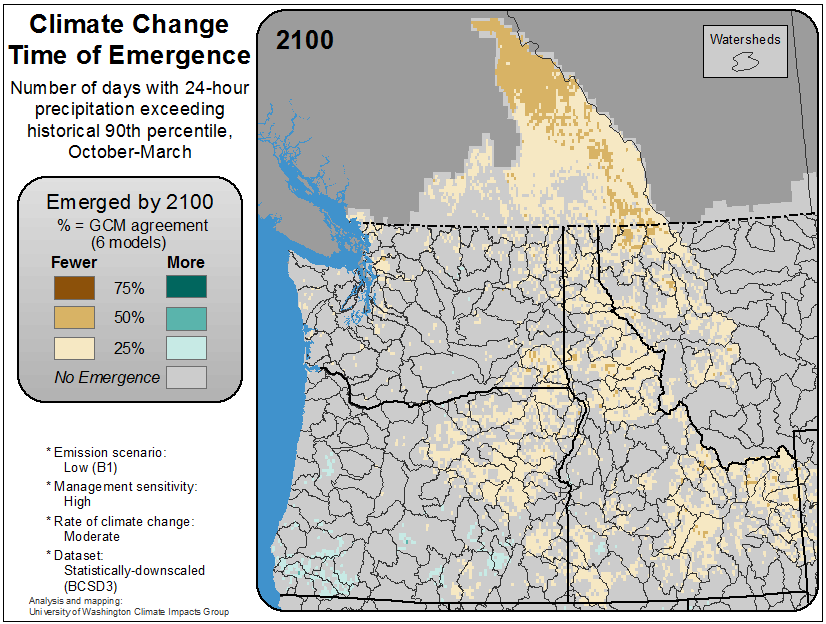 Climate Change
Time of Emergence
Number of days with 24-hour
precipitation exceeding
historical 90th percentile,
October-March
Emerged by 2100
% = GCM agreement
(6 models)
Fewer More
75%
50%
25%
No Emergence
* Emission scenario:
Low (B1)
* Management sensitivity:
High
* Rate of climate change:
Moderate
* Dataset:
Statistically-downscaled
(BCSD3)
Analysis and mapping:
University of Washington Climate Impacts Group
2100
Watersheds